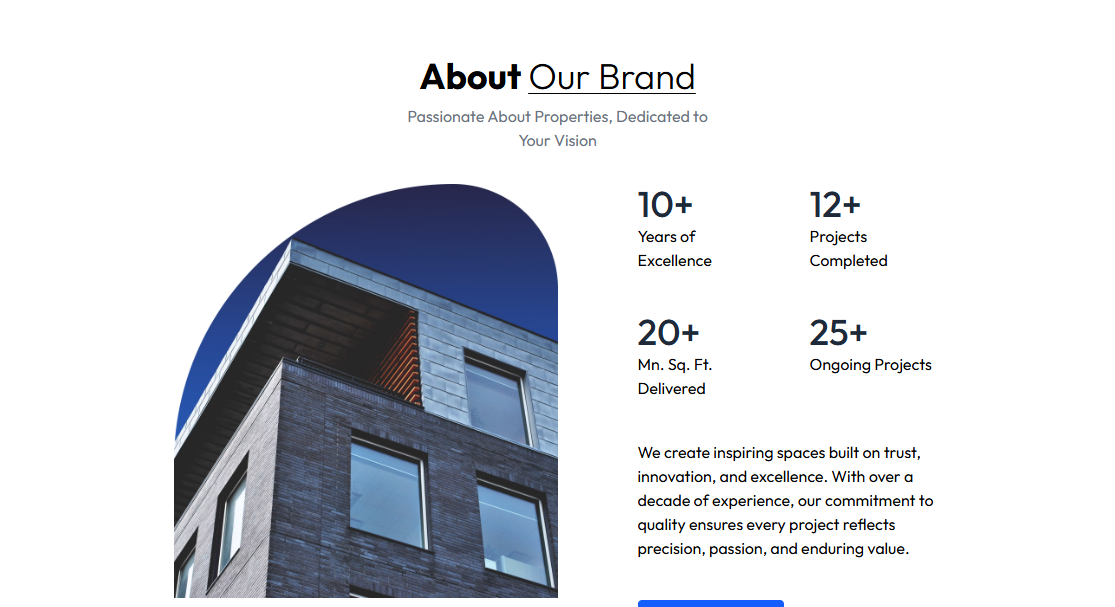 About Our Brand
Passionate About Properties, Dedicated to
Your Vision
10+
Years of
Excellence
12+
Projects
Completed
20+
Mn. Sq. Ft.
Delivered
25+
Ongoing Projects
We create inspiring spaces built on trust,
innovation, and excellence. With over a
decade of experience, our commitment to
quality ensures every project reflects
precision, passion, and enduring value.